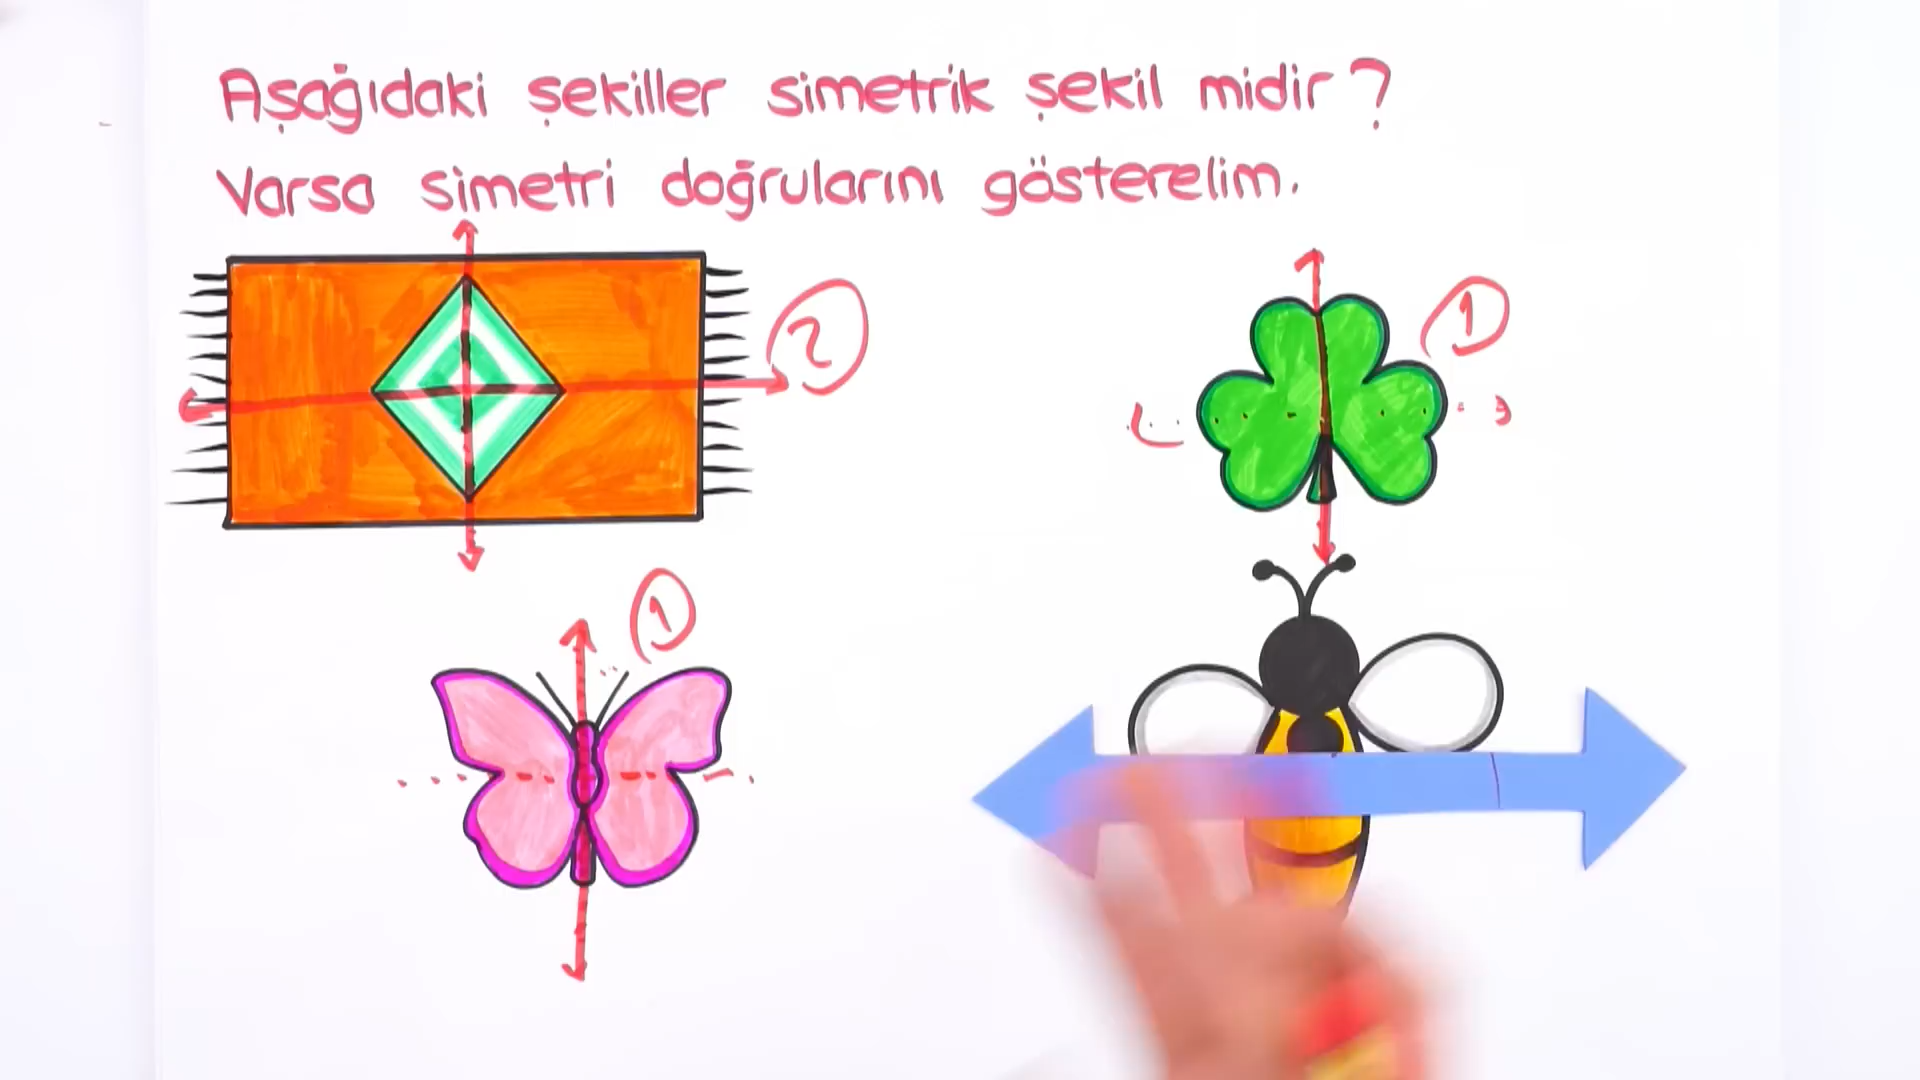 Aşağıdaki şekiller simetrik şekil midir?
Varsa simetri doğrularını gösterelim.
2
1
1